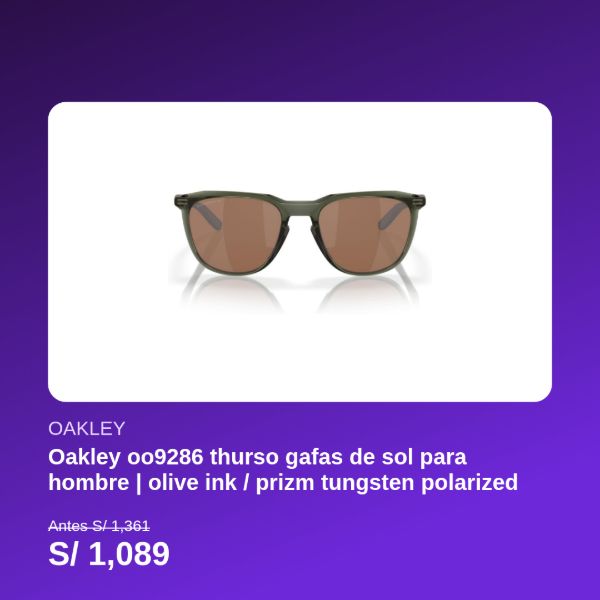 OAKLEY
Oakley oo9286 thurso gafas de sol para
hombre | olive ink / prizm tungsten polarized
Antes S/ 1,361
S/ 1,089